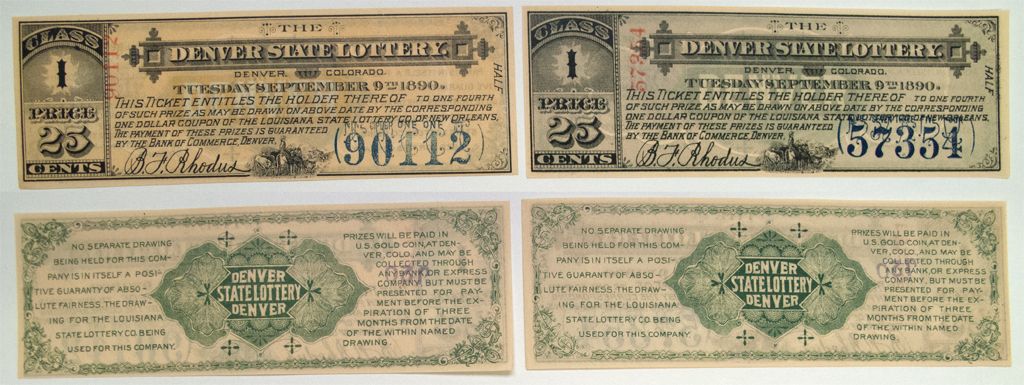 CLASS
1
PRICE
25
CENTS
90112
THE
DENVER STATE LOTTERY.
DENVER, COLORADO.
TUESDAY SEPTEMBER 9TH 1890.
THIS TICKET ENTITLES THE HOLDER THEREOF TO ONE FOURTH
OF SUCH PRIZE AS MAY BE DRAWN ON ABOVE DATE BY THE CORRESPONDING
ONE DOLLAR COUPON OF THE LOUISIANA STATE LOTTERY CO. OF NEW ORLEANS,
THE PAYMENT OF THESE PRIZES IS GUARANTEED
BY THE BANK OF COMMERCE, DENVER.
B.F. Rhodus
90112
HALF
CLASS
1
PRICE
25
CENTS
57354
THE
DENVER STATE LOTTERY.
DENVER, COLORADO.
TUESDAY SEPTEMBER 9TH 1890.
THIS TICKET ENTITLES THE HOLDER THEREOF TO ONE FOURTH
OF SUCH PRIZE AS MAY BE DRAWN ON ABOVE DATE BY THE CORRESPONDING
ONE DOLLAR COUPON OF THE LOUISIANA STATE LOTTERY CO. OF NEW ORLEANS,
THE PAYMENT OF THESE PRIZES IS GUARANTEED
BY THE BANK OF COMMERCE, DENVER.
B.F. Rhodus
57354
HALF
NO SEPARATE DRAWING
BEING HELD FOR THIS COM-
PANY IS IN ITSELF A POSI-
TIVE GUARANTY OF ABSO-
LUTE FAIRNESS. THE DRAW-
ING FOR THE LOUISIANA
STATE LOTTERY CO. BEING
USED FOR THIS COMPANY.
DENVER
STATE LOTTERY
DENVER
PRIZES WILL BE PAID IN
U.S. GOLD COIN, AT DEN-
VER, COLO, AND MAY BE
COLLECTED THROUGH
ANY BANK, OR EXPRESS
COMPANY, BUT MUST BE
PRESENTED FOR PAY-
MENT BEFORE THE EX-
PIRATION OF THREE
MONTHS FROM THE DATE
OF THE WITHIN NAMED
DRAWING.
NO SEPARATE DRAWING
BEING HELD FOR THIS COM-
PANY IS IN ITSELF A POSI-
TIVE GUARANTY OF ABSO-
LUTE FAIRNESS. THE DRAW-
ING FOR THE LOUISIANA
STATE LOTTERY CO. BEING
USED FOR THIS COMPANY.
DENVER
STATE LOTTERY
DENVER
PRIZES WILL BE PAID IN
U.S. GOLD COIN, AT DEN-
VER, COLO, AND MAY BE
COLLECTED THROUGH
ANY BANK, OR EXPRESS
COMPANY, BUT MUST BE
PRESENTED FOR PAY-
MENT BEFORE THE EX-
PIRATION OF THREE
MONTHS FROM THE DATE
OF THE WITHIN NAMED
DRAWING.